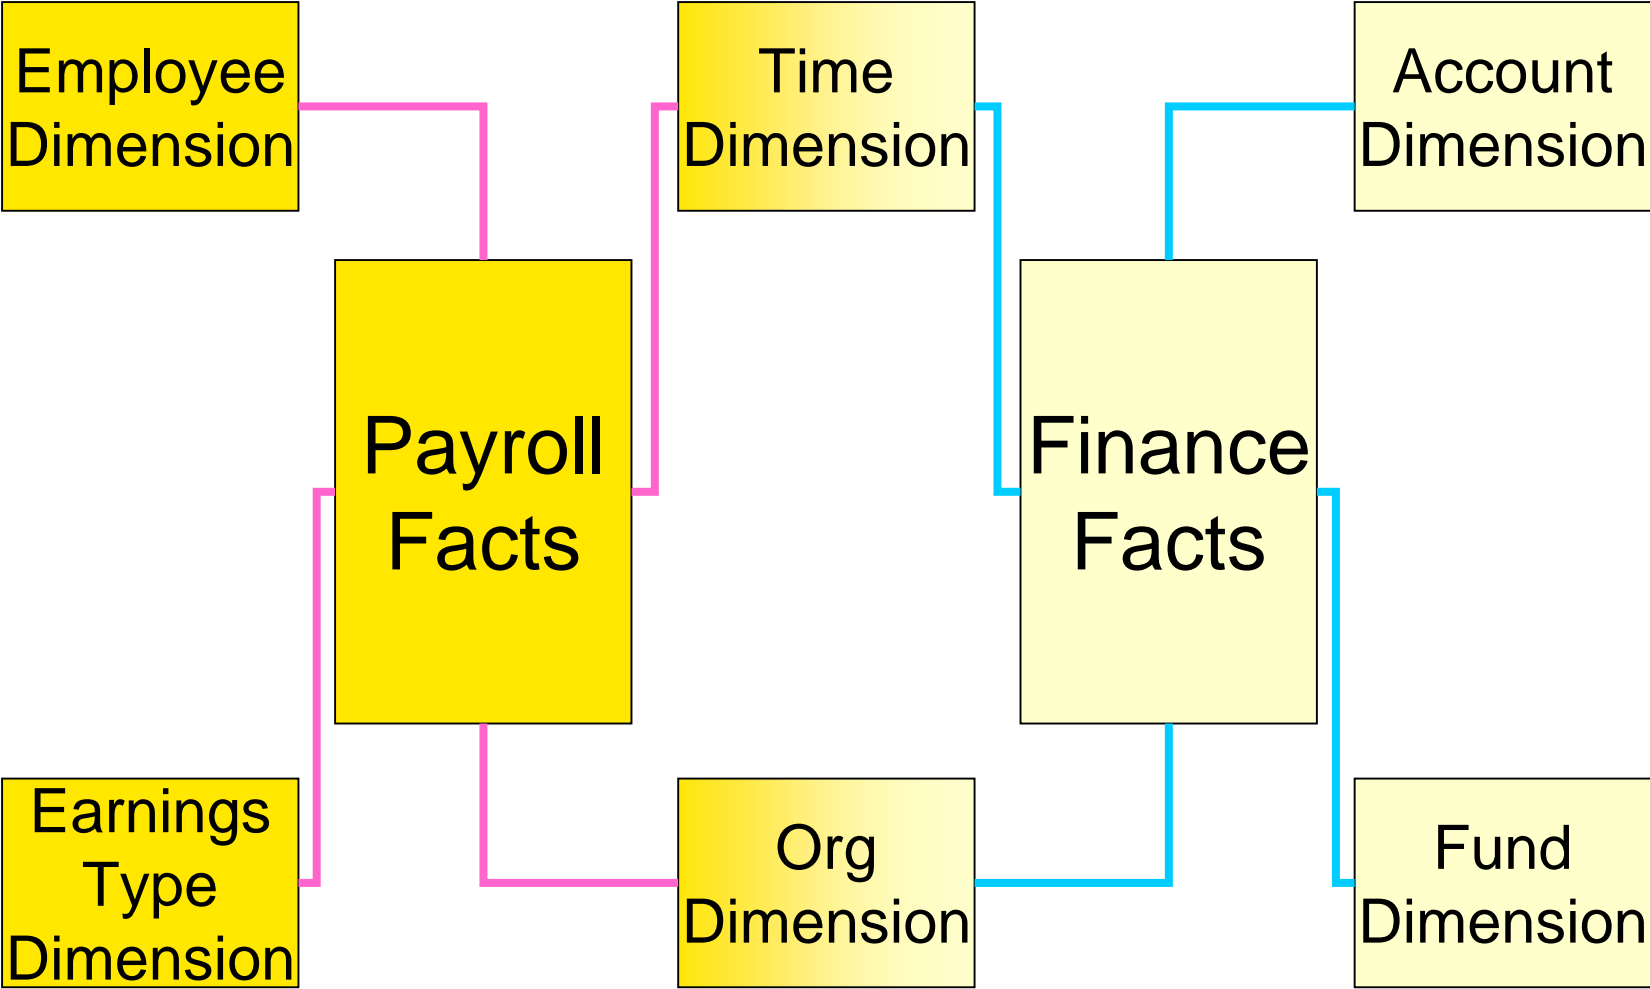 Employee
Dimension
Time
Dimension
Account
Dimension
Payroll
Facts
Finance
Facts
Earnings
Type
Dimension
Org
Dimension
Fund
Dimension